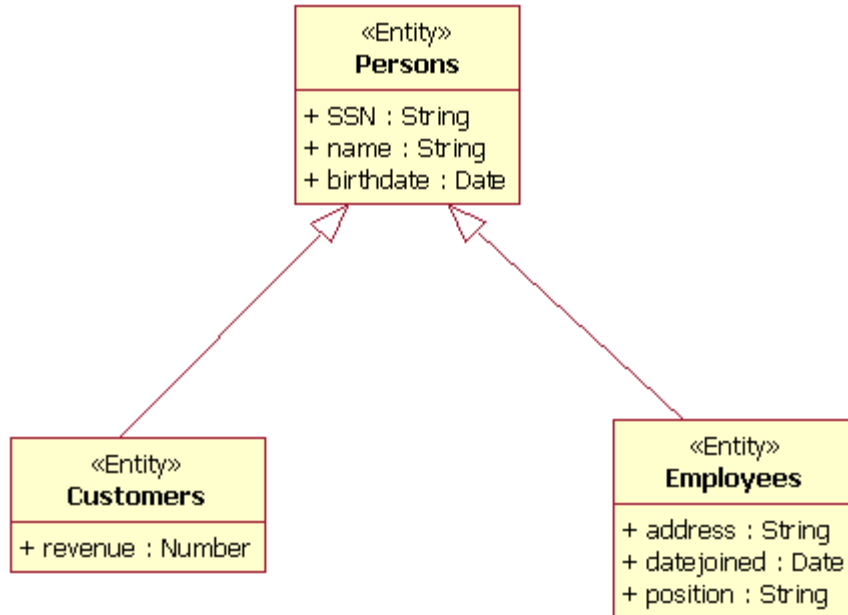 «Entity»
Persons
+ SSN : String
+ name : String
+ birthdate : Date
«Entity»
Customers
+ revenue : Number
«Entity»
Employees
+ address : String
+ datejoined : Date
+ position : String